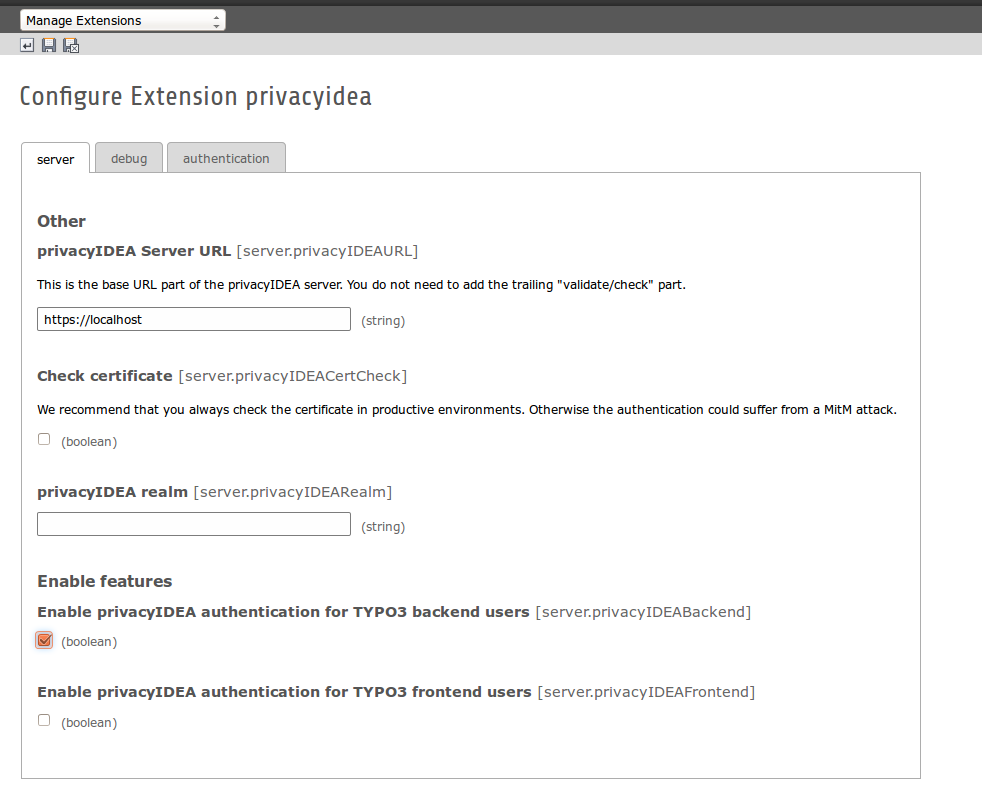 Manage Extensions
Configure Extension privacyidea
server debug authentication
Other
privacyIDEA Server URL [server.privacyIDEAURL]
This is the base URL part of the privacyIDEA server. You do not need to add the trailing "validate/check" part.
https://localhost (string)
Check certificate [server.privacyIDEACertCheck]
We recommend that you always check the certificate in productive environments. Otherwise the authentication could suffer from a MitM attack.
(boolean)
privacyIDEA realm [server.privacyIDEARealm]
(string)
Enable features
Enable privacyIDEA authentication for TYPO3 backend users [server.privacyIDEABackend]
(boolean)
Enable privacyIDEA authentication for TYPO3 frontend users [server.privacyIDEAFrontend]
(boolean)